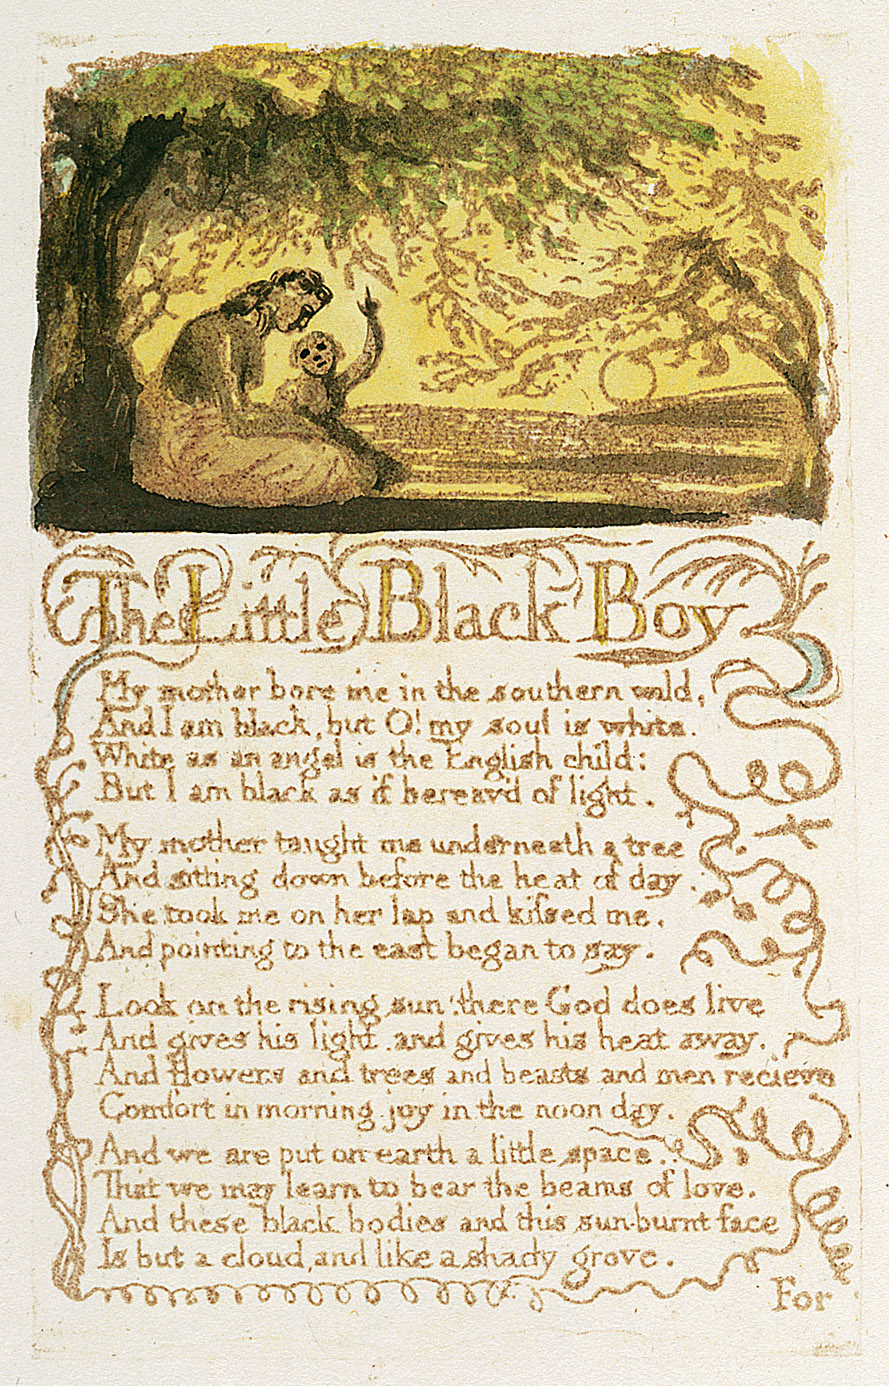 The Little Black Boy
My mother bore me in the southern wild,
And I am black, but O! my soul is white.
White as an angel is the English child:
But I am black as if bereav'd of light.
My mother taught me underneath a tree
And sitting down before the heat of day.
She took me on her lap and kiſsed me.
And pointing to the east began to say.
Look on the rising sun: there God does live
And gives his light. and gives his heat away.
And flowers and trees and beasts and men recieve
Comfort in morning joy in the noon day.
And we are put on earth a little space.
That we may learn to bear the beams of love.
And these black bodies and this sun-burnt face
Is but a cloud, and like a shady grove.
For